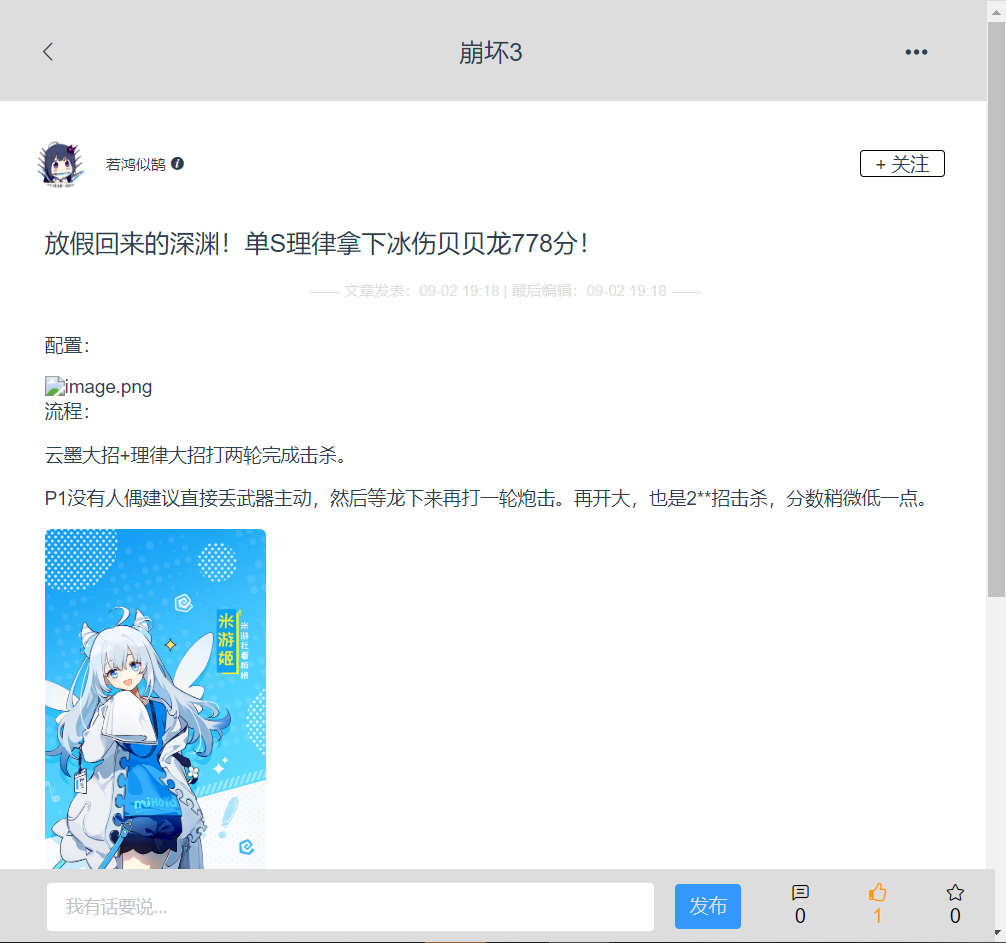 崩坏3
•••
若鸿似鹄
+ 关注
放假回来的深渊！单S理律拿下冰伤贝贝龙778分！
—— 文章发表：09-02 19:18 | 最后编辑：09-02 19:18 ——
配置：
image.png
流程：
云墨大招+理律大招打两轮完成击杀。
P1没有人偶建议直接丢武器主动，然后等龙下来再打一轮炮击。再开大，也是2**招击杀，分数稍微低一点。
米游姬
米游社看板娘
miHoYo
我有话要说...
发布
0
1
0